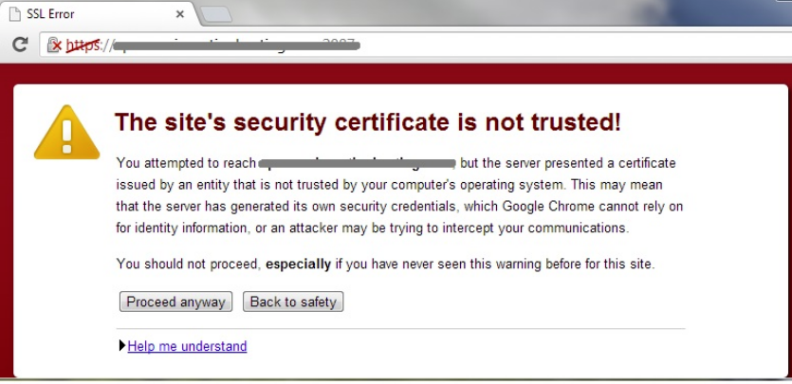 SSL Error
https://
The site's security certificate is not trusted!
You attempted to reach , but the server presented a certificate
issued by an entity that is not trusted by your computer's operating system. This may mean
that the server has generated its own security credentials, which Google Chrome cannot rely on
for identity information, or an attacker may be trying to intercept your communications.
You should not proceed, especially if you have never seen this warning before for this site.
Proceed anyway Back to safety
Help me understand